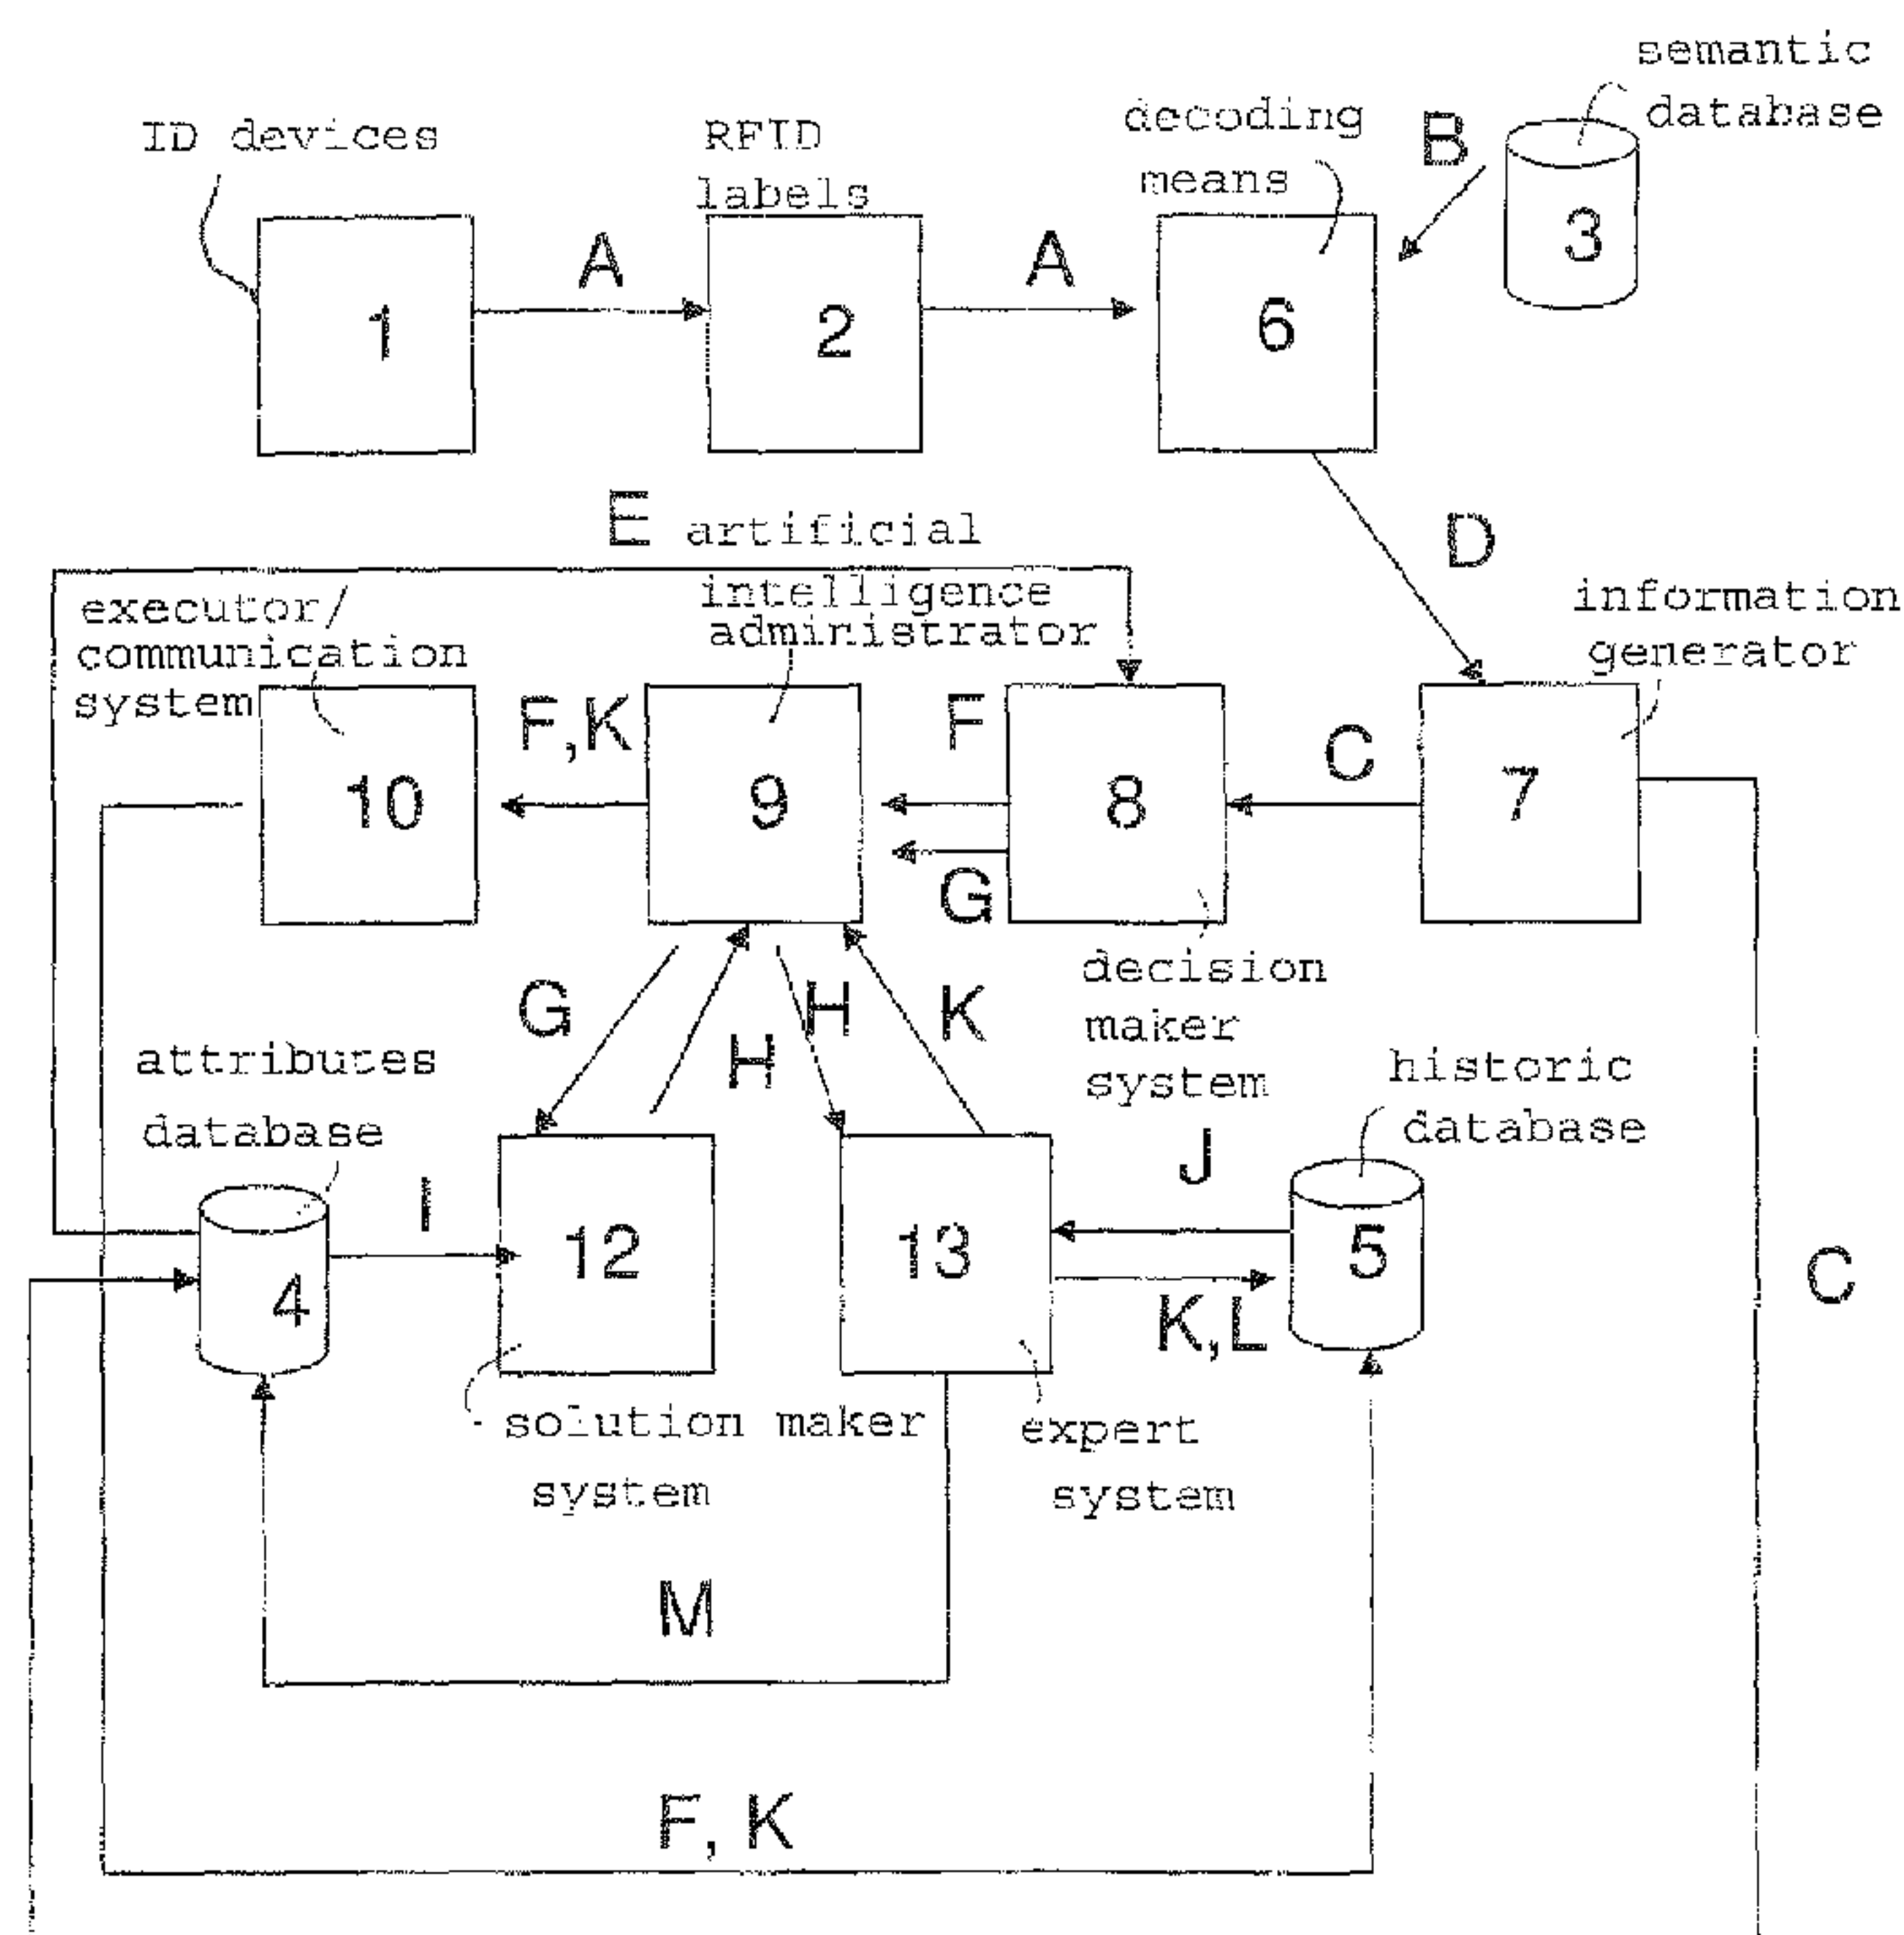 semantic
database
B
3
decoding
means
RFID
labels
ID devices
A
A
1
2
6
D
E
artificial
intelligence
administrator
executor/
communication
system
information
generator
F,K
F
C
10
9
8
7
G
decision
maker
system
G
H
H
K
attributes
database
historic
database
I
J
4
12
13
5
K,L
C
solution maker
system
expert
system
M
F, K